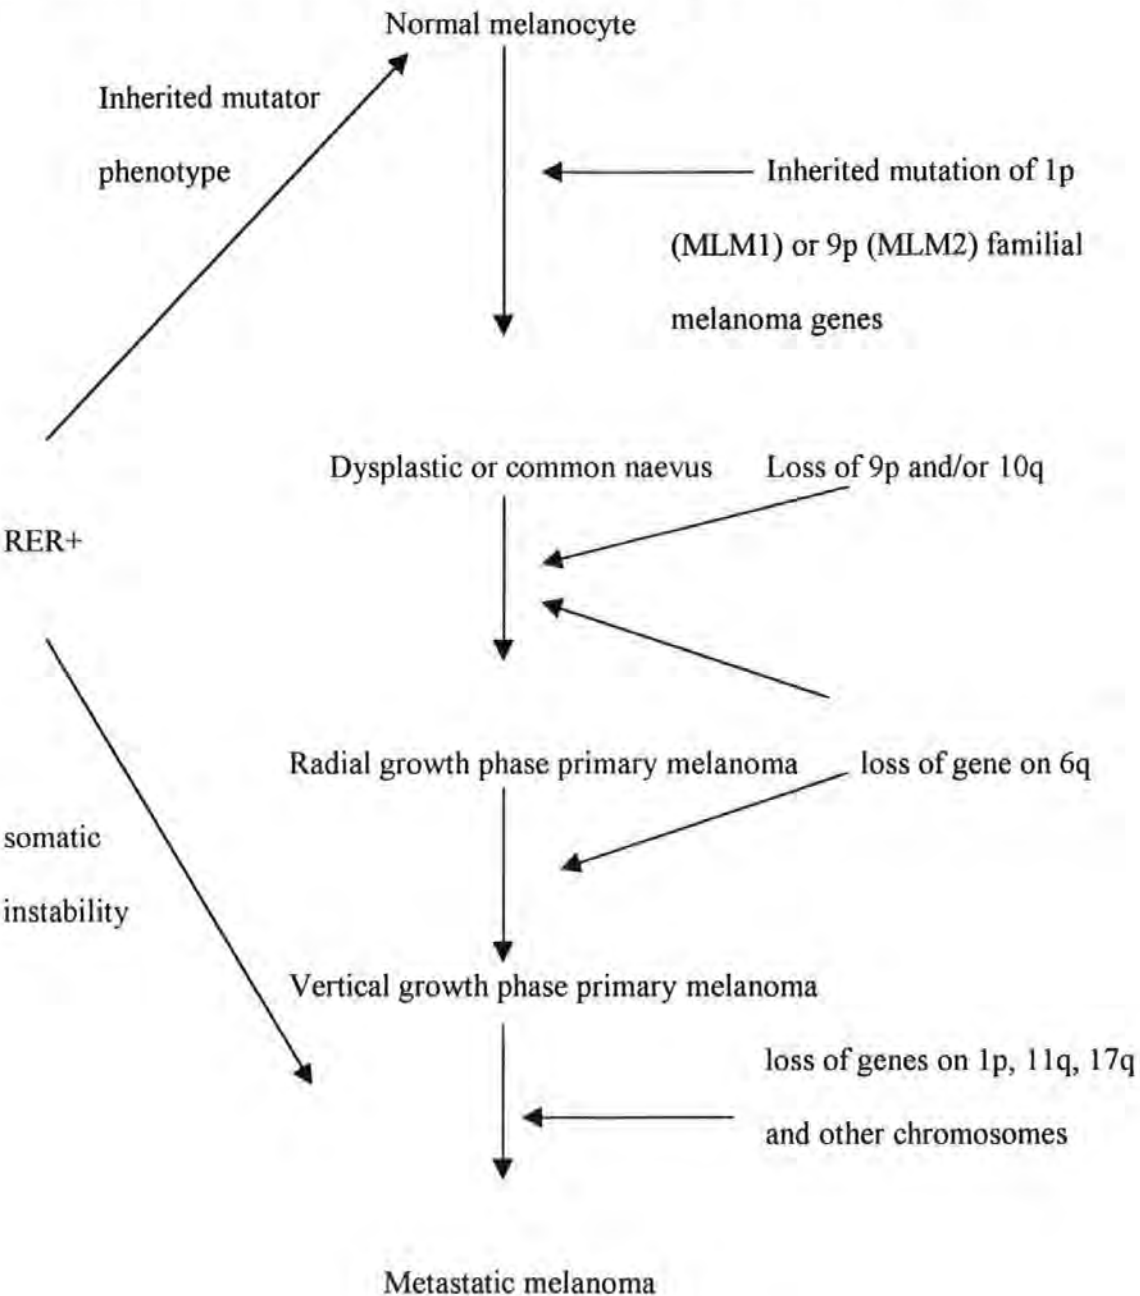 Normal melanocyte
Inherited mutator
phenotype
Inherited mutation of 1p
(MLM1) or 9p (MLM2) familial
melanoma genes
Dysplastic or common naevus
Loss of 9p and/or 10q
RER+
Radial growth phase primary melanoma
loss of gene on 6q
somatic
instability
Vertical growth phase primary melanoma
loss of genes on 1p, 11q, 17q
and other chromosomes
Metastatic melanoma